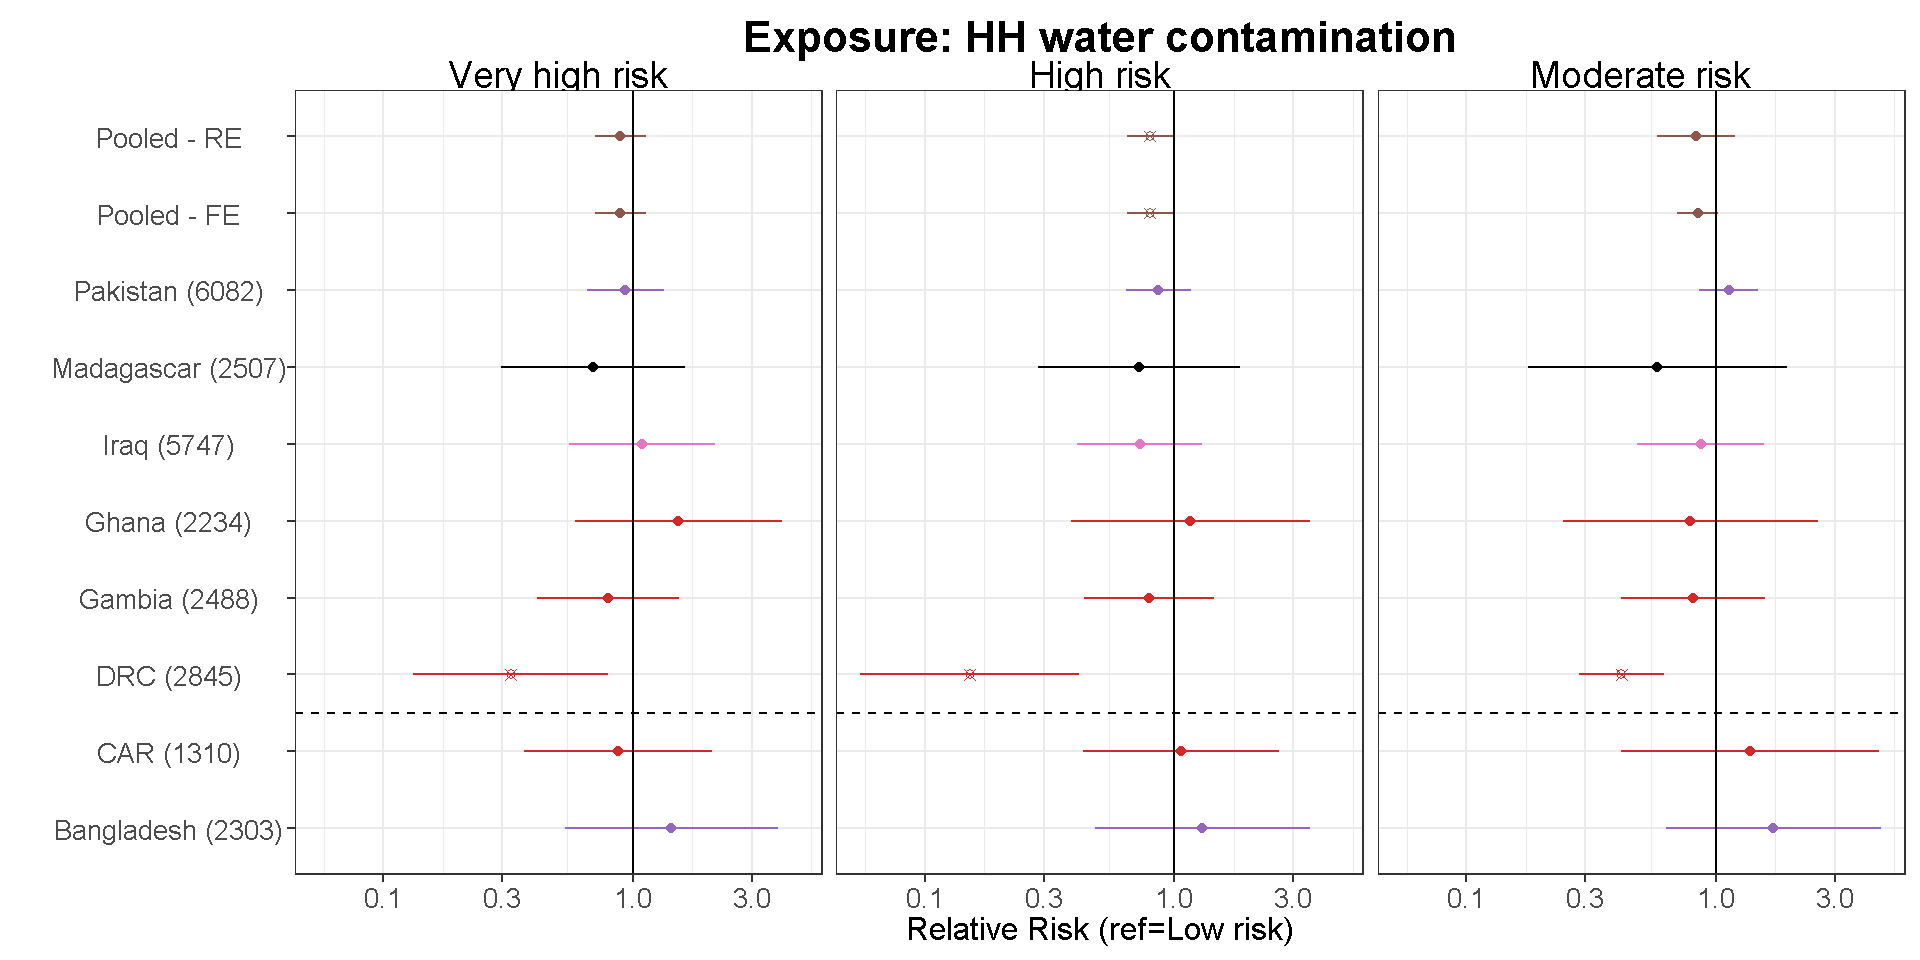 Exposure: HH water contamination
Very high risk
High risk
Moderate risk
Pooled - RE
Pooled - FE
Pakistan (6082)
Madagascar (2507)
Iraq (5747)
Ghana (2234)
Gambia (2488)
DRC (2845)
CAR (1310)
Bangladesh (2303)
0.1 0.3 1.0 3.0 0.1 0.3 1.0 3.0 0.1 0.3 1.0 3.0
Relative Risk (ref=Low risk)